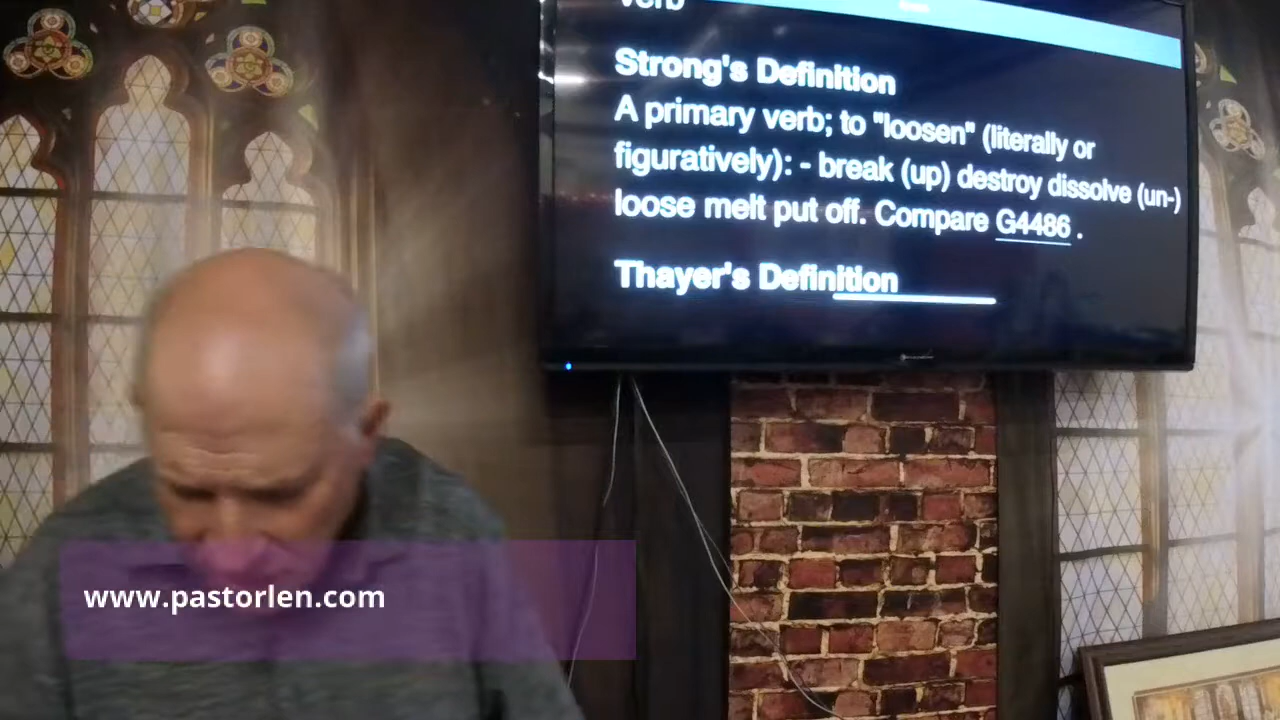 verb
Strong's Definition
A primary verb; to "loosen" (literally or
figuratively): - break (up) destroy dissolve (un-)
loose melt put off. Compare G4486 .
Thayer's Definition
www.pastorlen.com